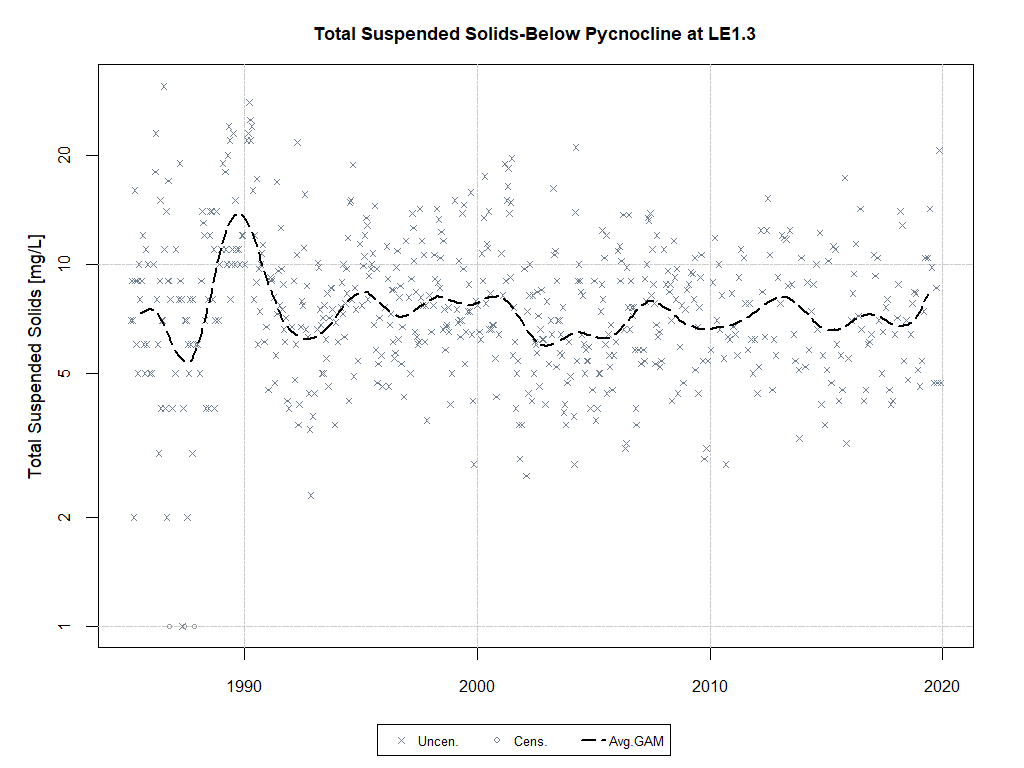 Total Suspended Solids-Below Pycnocline at LE1.3
Total Suspended Solids [mg/L]
20
10
5
2
1
1990 2000 2010 2020
Uncen. Cens. Avg.GAM